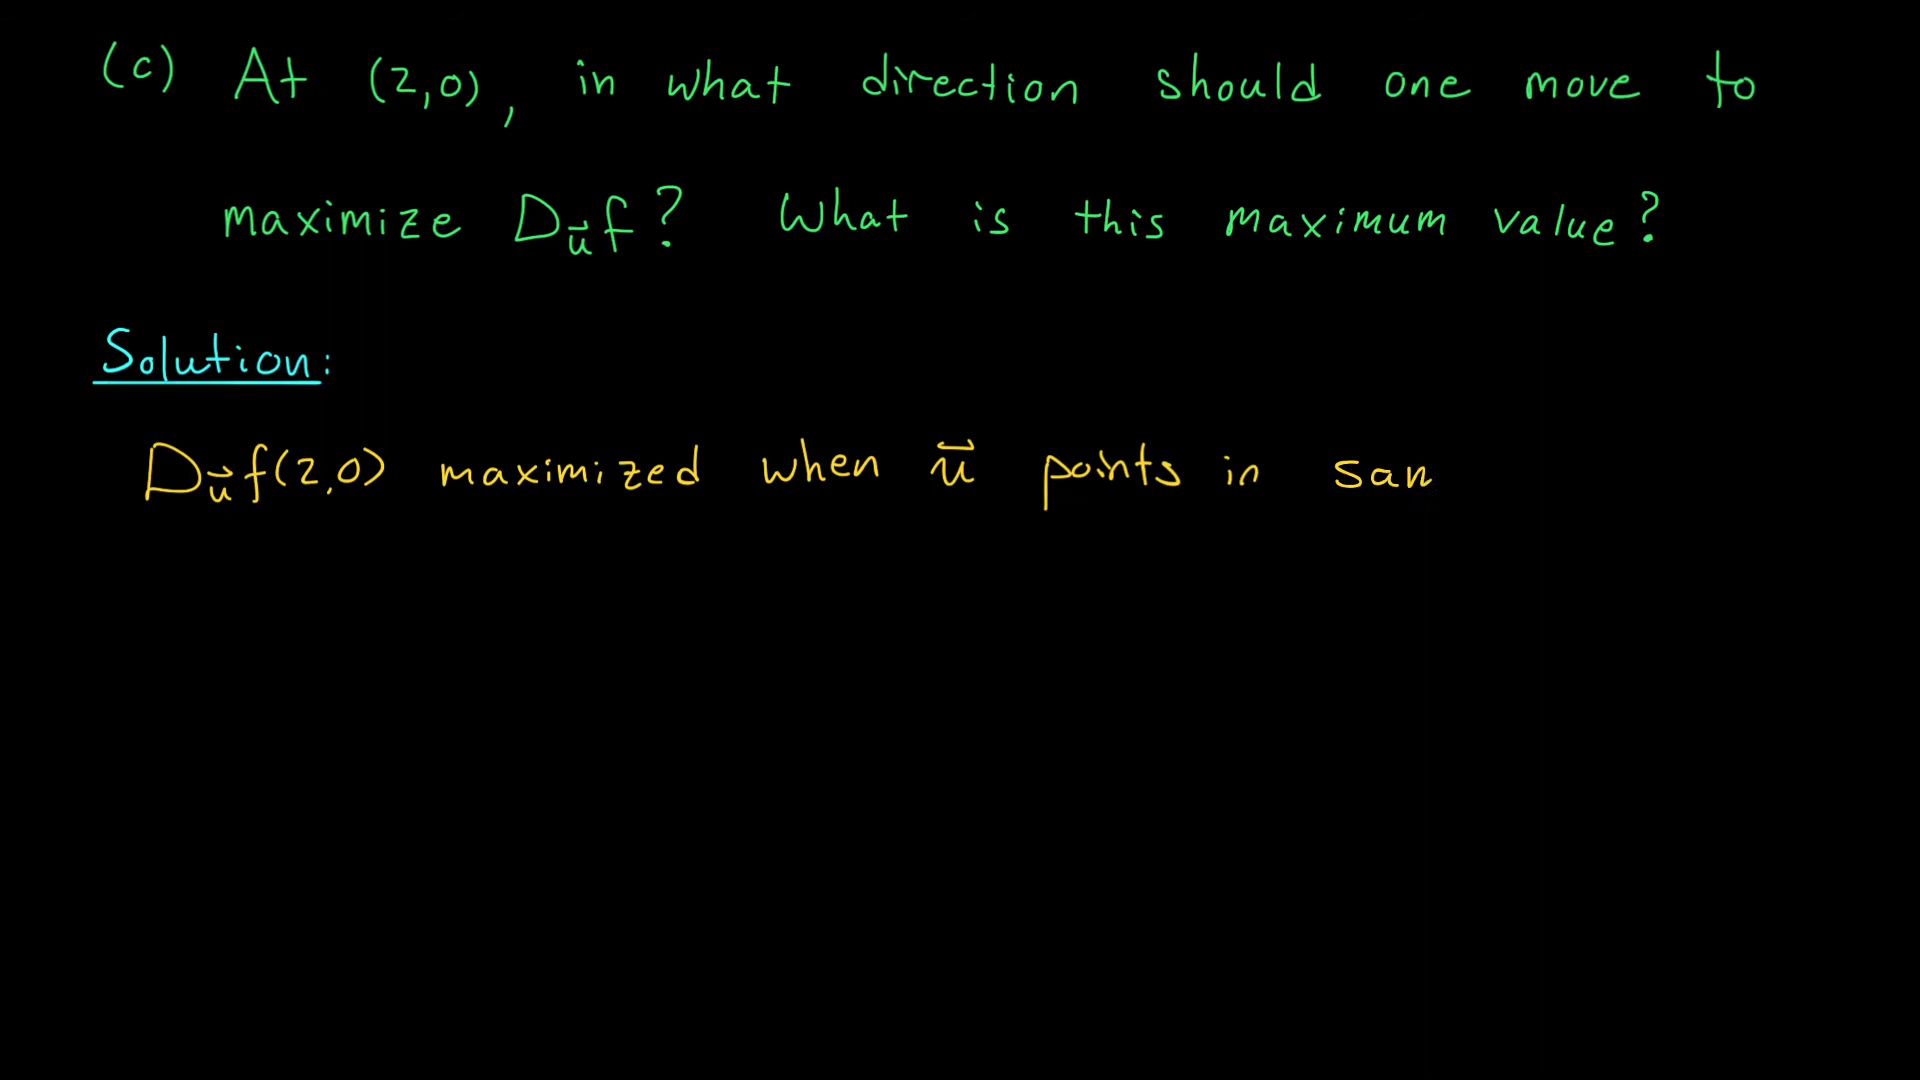 (c) At (2,0), in what direction should one move to
maximize D_u⃗ f? What is this maximum value?
Solution:
D_u⃗ f(2,0) maximized when u⃗ points in sam